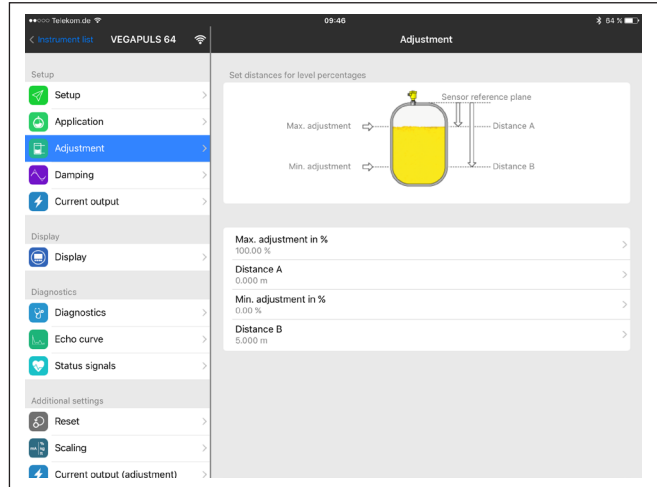 Telekom.de
09:46
64 %
Instrument list
VEGAPULS 64
Adjustment
Setup
Setup
Application
Adjustment
Damping
Current output
Display
Display
Diagnostics
Diagnostics
Echo curve
Status signals
Additional settings
Reset
Scaling
Current output (adjustment)
Set distances for level percentages
Sensor reference plane
Max. adjustment
Distance A
Min. adjustment
Distance B
Max. adjustment in %
100.00 %
Distance A
0.000 m
Min. adjustment in %
0.00 %
Distance B
5.000 m